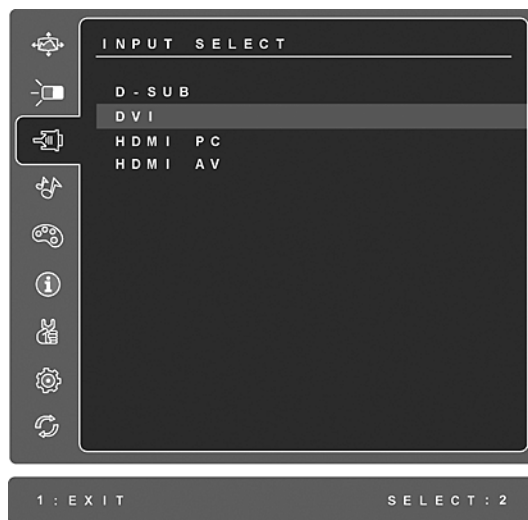 INPUT SELECT
D-SUB
DVI
HDMI PC
HDMI AV
1:EXIT SELECT:2